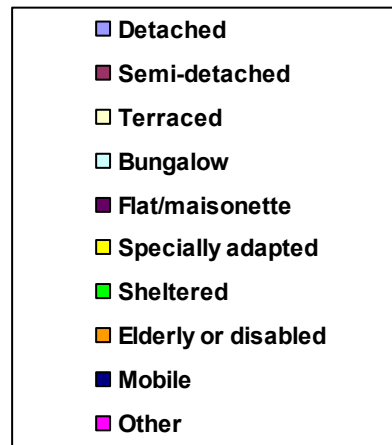 Detached
Semi-detached
Terraced
Bungalow
Flat/maisonette
Specially adapted
Sheltered
Elderly or disabled
Mobile
Other